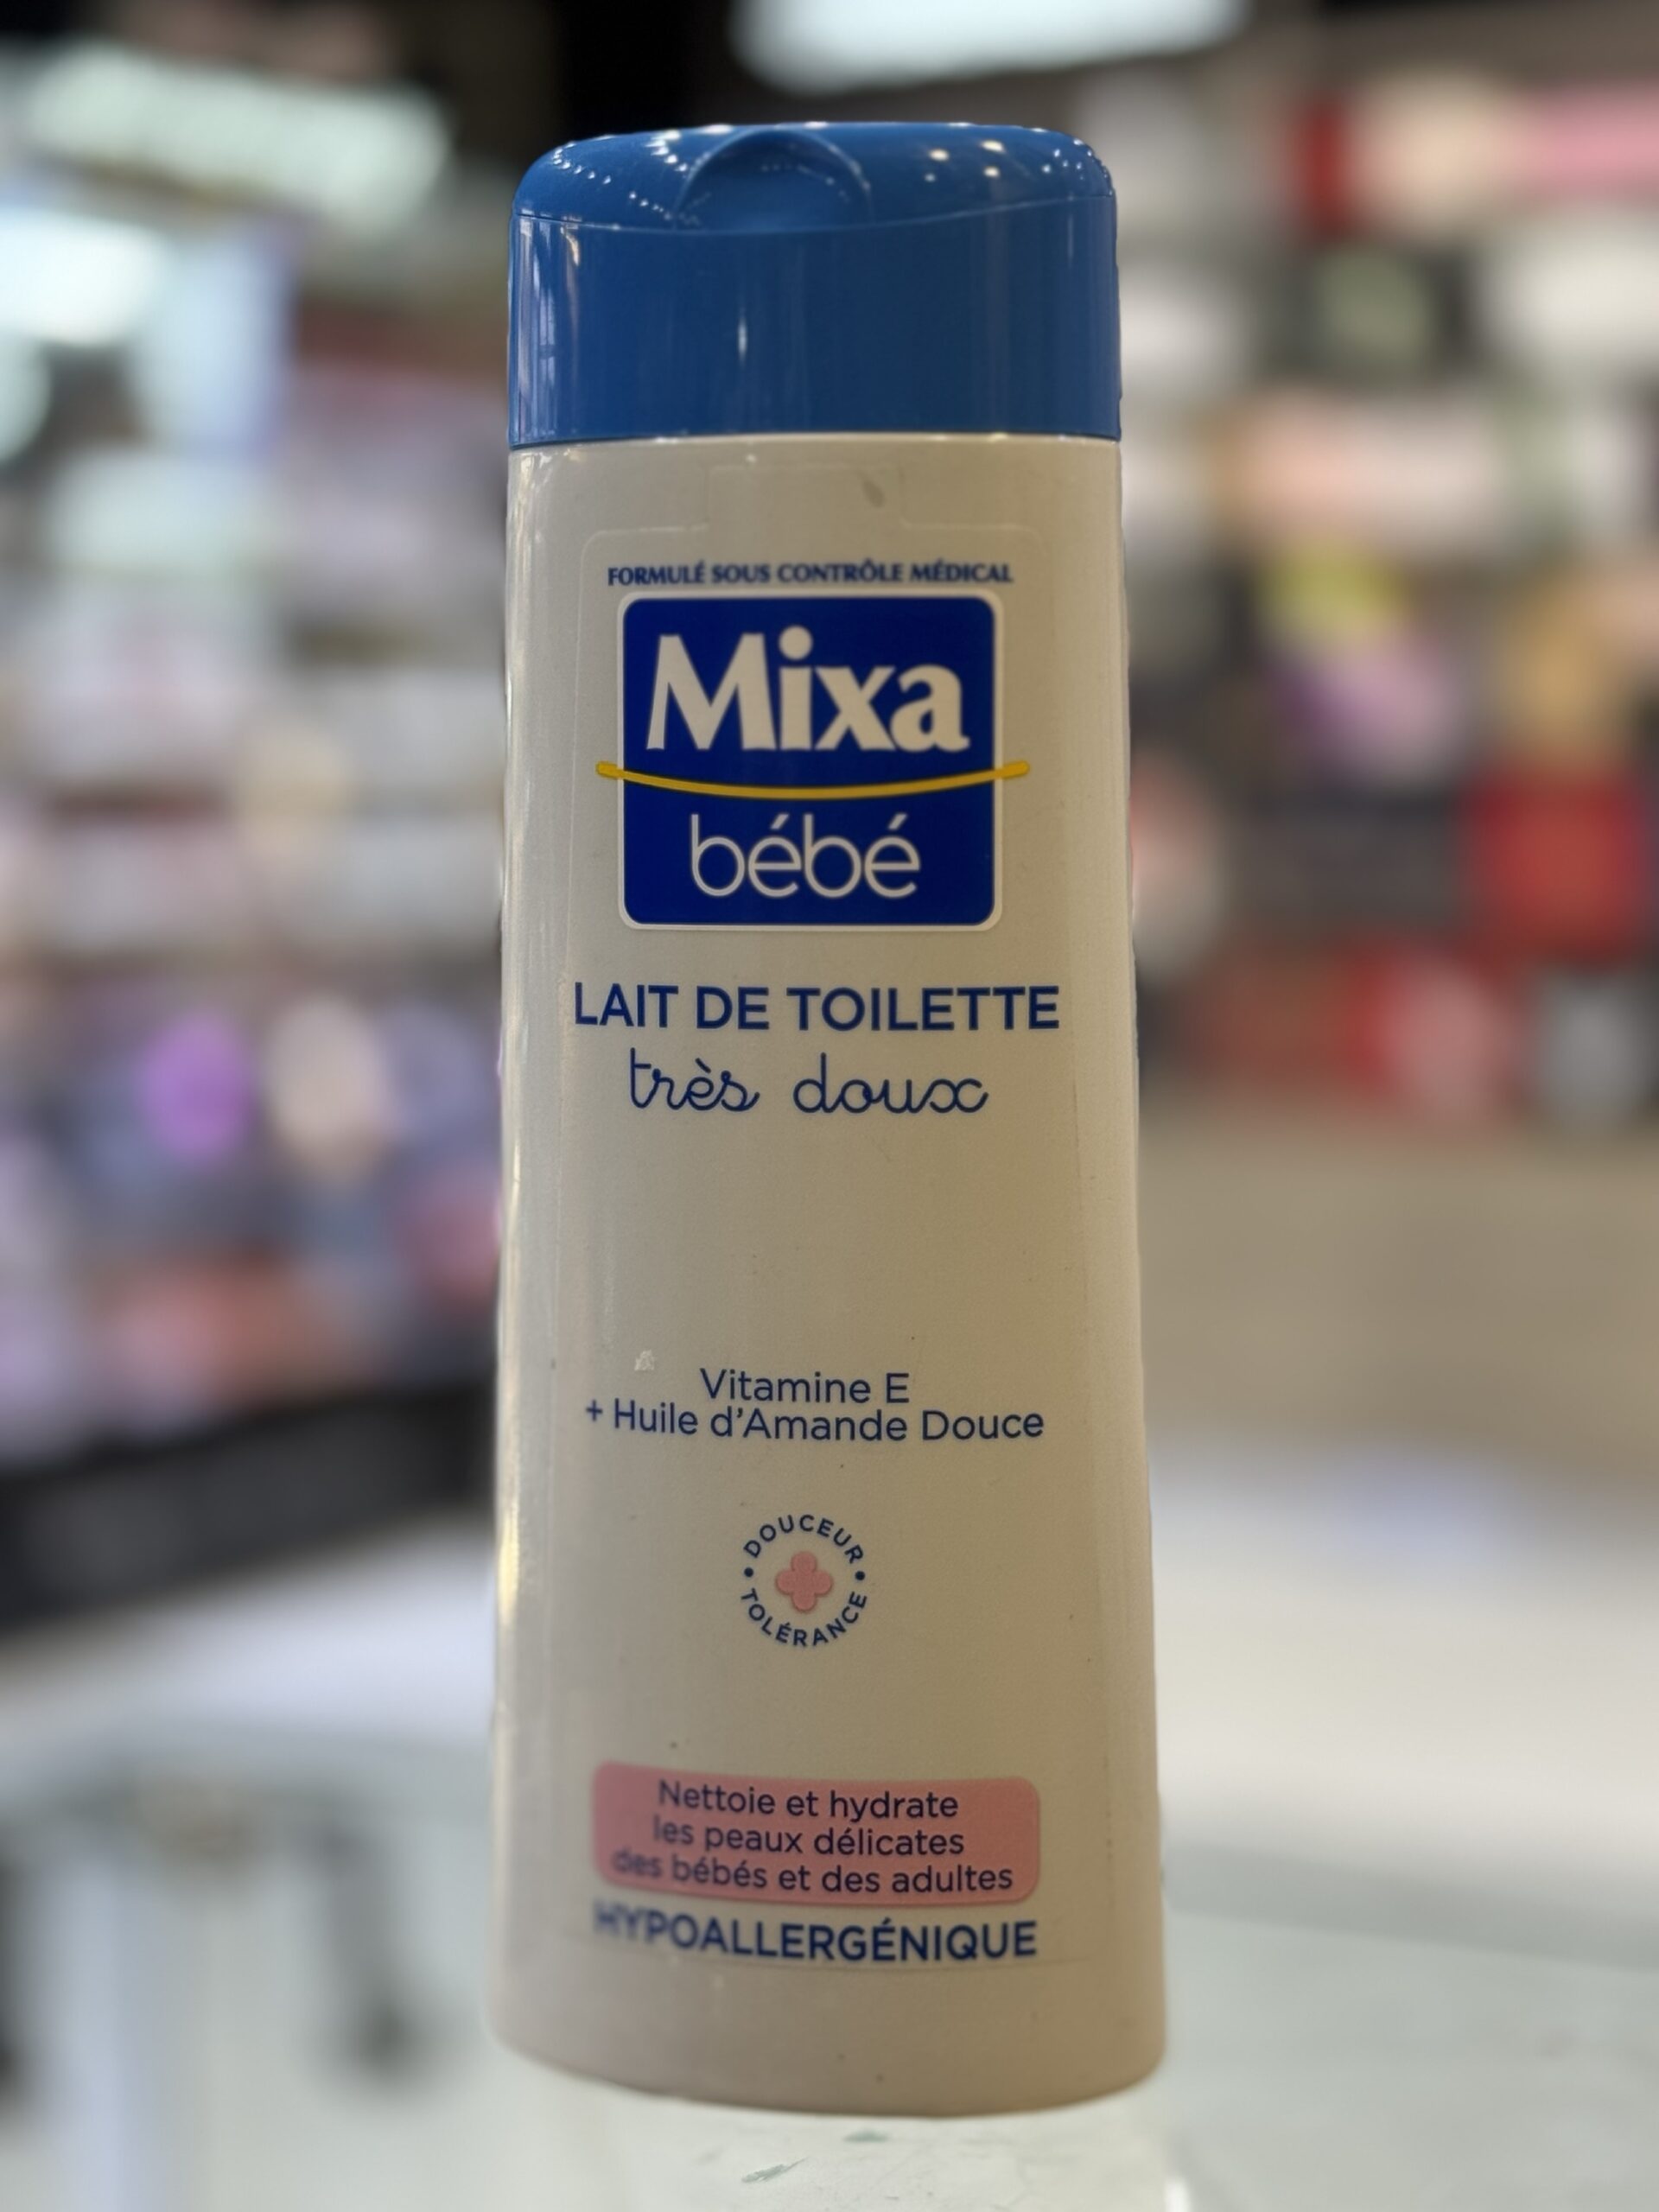 FORMULÉ SOUS CONTRÔLE MÉDICAL
Mixa
bébé
LAIT DE TOILETTE
très doux
Vitamine E
+ Huile d'Amande Douce
• DOUCEUR •
TOLÉRANCE
Nettoie et hydrate
les peaux délicates
des bébés et des adultes
HYPOALLERGÉNIQUE